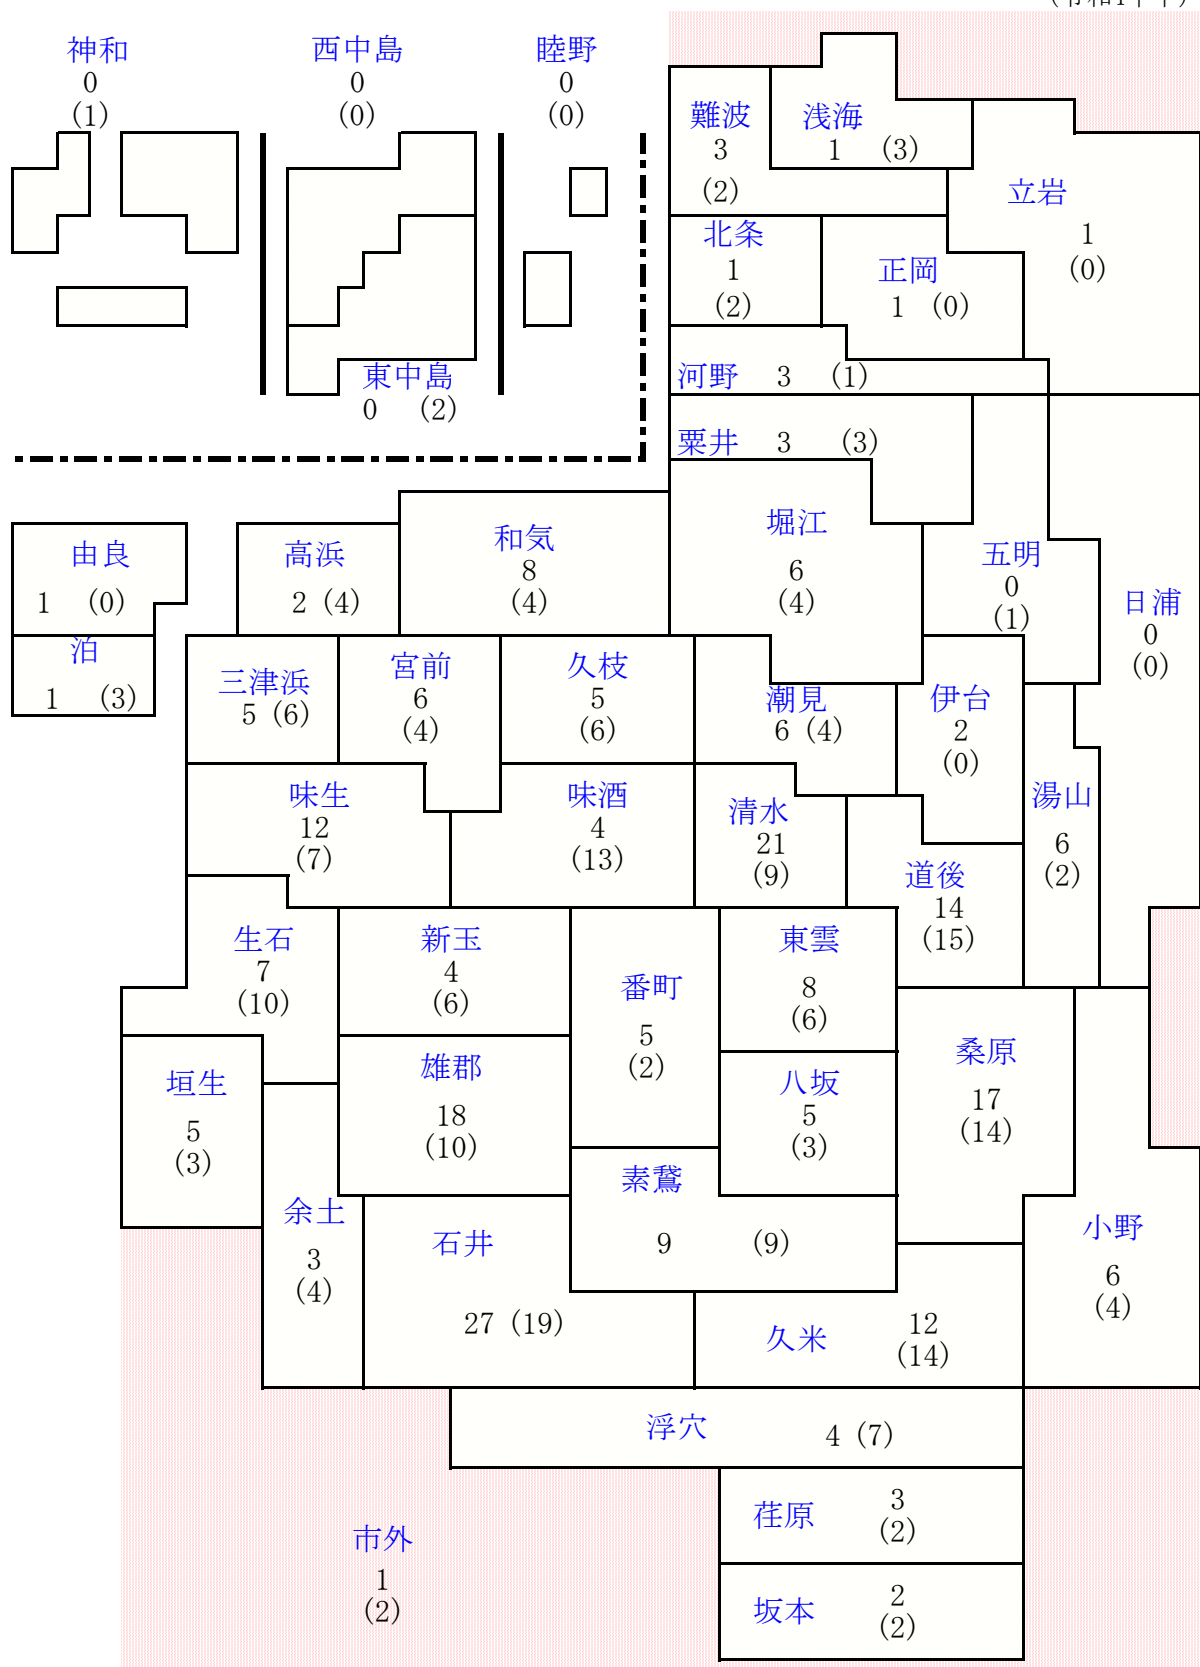 神和
0
(1)
西中島
0
(0)
睦野
0
(0)
東中島
0 (2)
難波
3
(2)
浅海
1 (3)
立岩
1
(0)
北条
1
(2)
正岡
1 (0)
河野 3 (1)
粟井 3 (3)
堀江
6
(4)
和気
8
(4)
高浜
2 (4)
由良
1 (0)
泊
1 (3)
五明
0
(1)
日浦
0
(0)
三津浜
5 (6)
宮前
6
(4)
久枝
5
(6)
潮見
6 (4)
伊台
2
(0)
湯山
6
(2)
味生
12
(7)
味酒
4
(13)
清水
21
(9)
道後
14
(15)
生石
7
(10)
新玉
4
(6)
番町
5
(2)
東雲
8
(6)
桑原
17
(14)
垣生
5
(3)
雄郡
18
(10)
八坂
5
(3)
素鵞
9 (9)
余土
3
(4)
石井
27 (19)
小野
6
(4)
久米
12
(14)
浮穴 4 (7)
荏原
3
(2)
市外
1
(2)
坂本
2
(2)